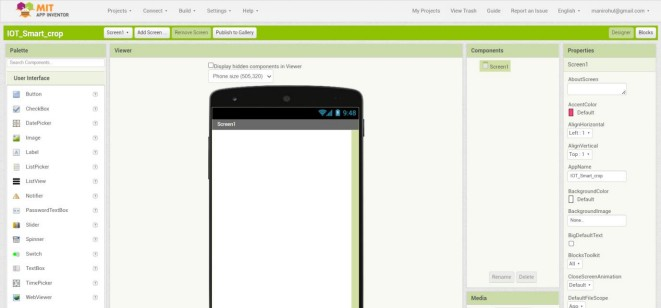 MIT
APP INVENTOR
Projects Connect Build Settings Help My Projects View Trash Guide Report an Issue English
IOT_Smart_crop Screen1 Add Screen ... Remove Screen Publish to Gallery Designer Blocks
Palette Viewer Components Properties
Search Components...
User Interface
Button
CheckBox
DatePicker
Image
Label
ListPicker
ListView
Notifier
PasswordTextBox
Slider
Spinner
Switch
TextBox
TimePicker
WebViewer
Display hidden components in Viewer
Phone size (505,320)
9:48
Screen1
Screen1
Rename Delete
Media
Screen1
AboutScreen
AccentColor
Default
AlignHorizontal
Left : 1
AlignVertical
Top : 1
AppName
IOT_Smart_crop
BackgroundColor
Default
BackgroundImage
None...
BigDefaultText
BlocksToolkit
All
CloseScreenAnimation
Default
DefaultFileScope
App